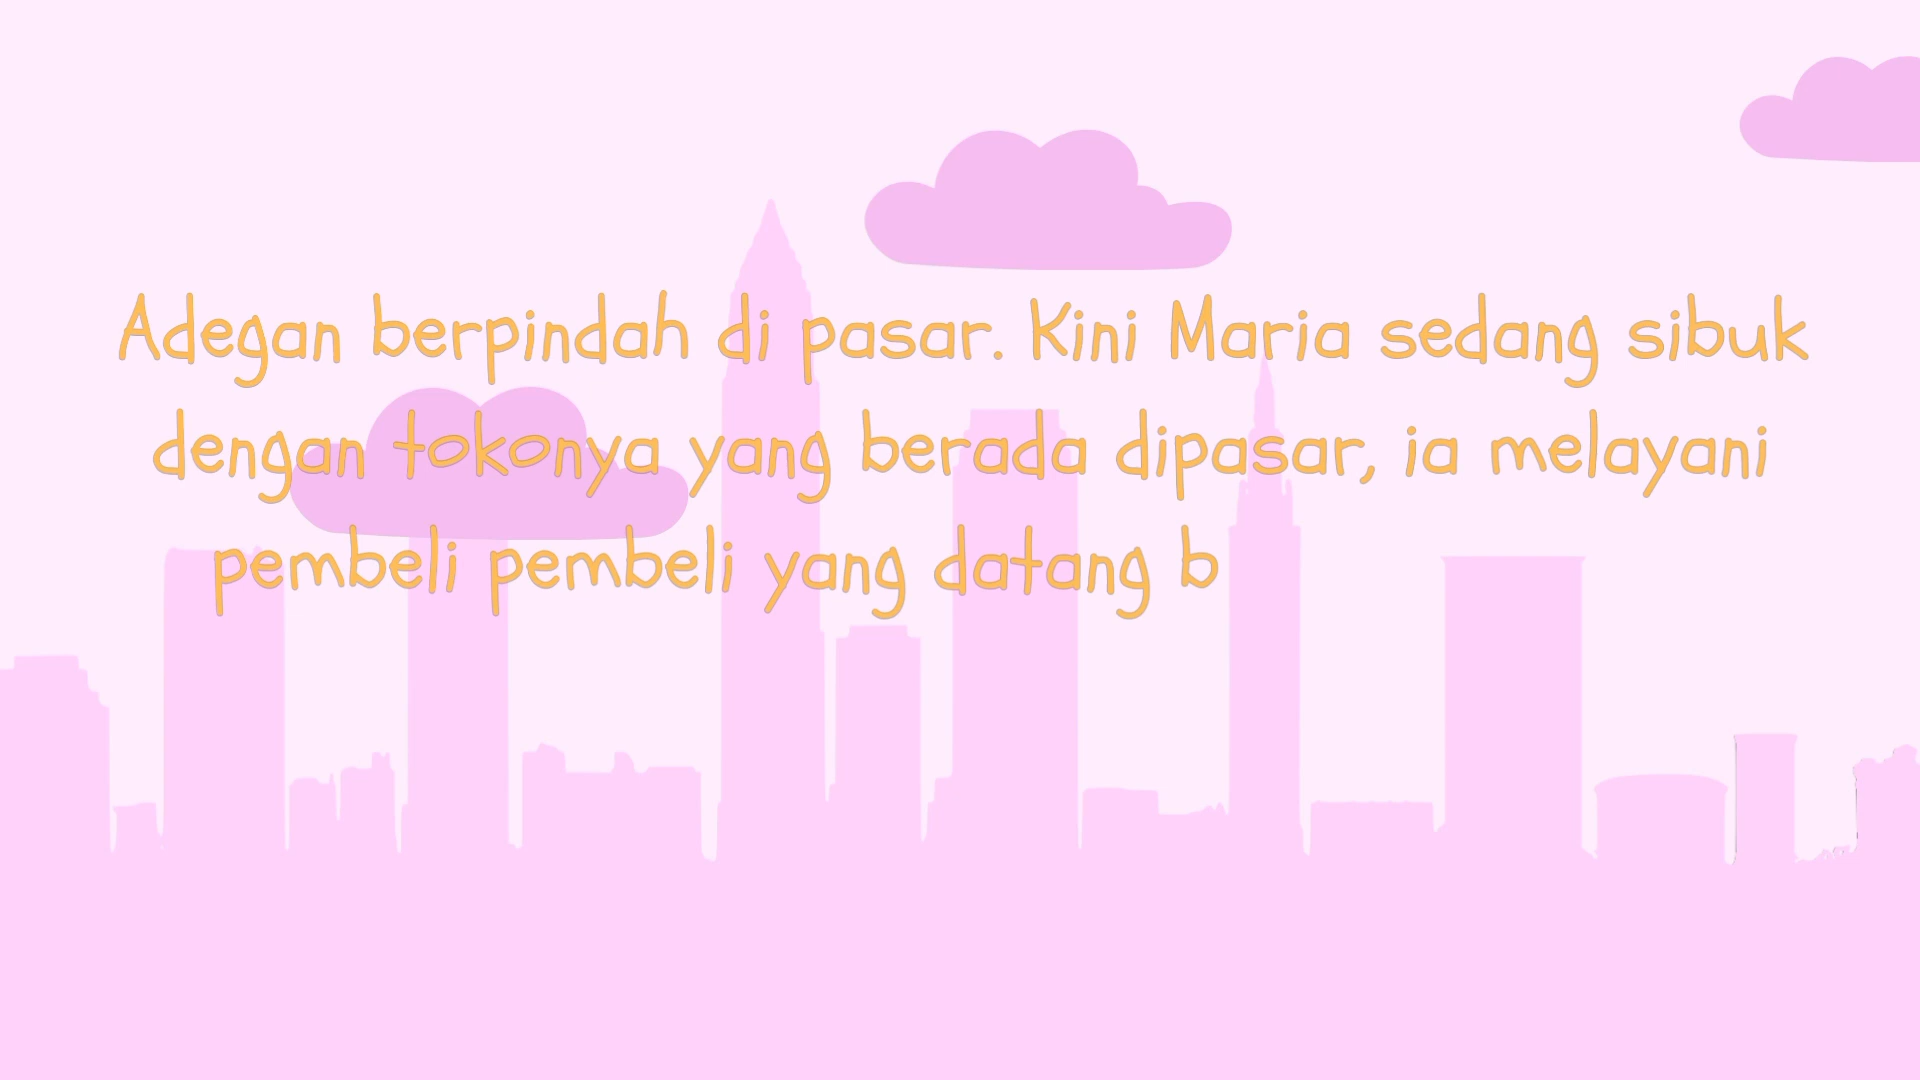 Adegan berpindah di pasar. Kini Maria sedang sibuk
dengan tokonya yang berada dipasar, ia melayani
pembeli pembeli yang datang b